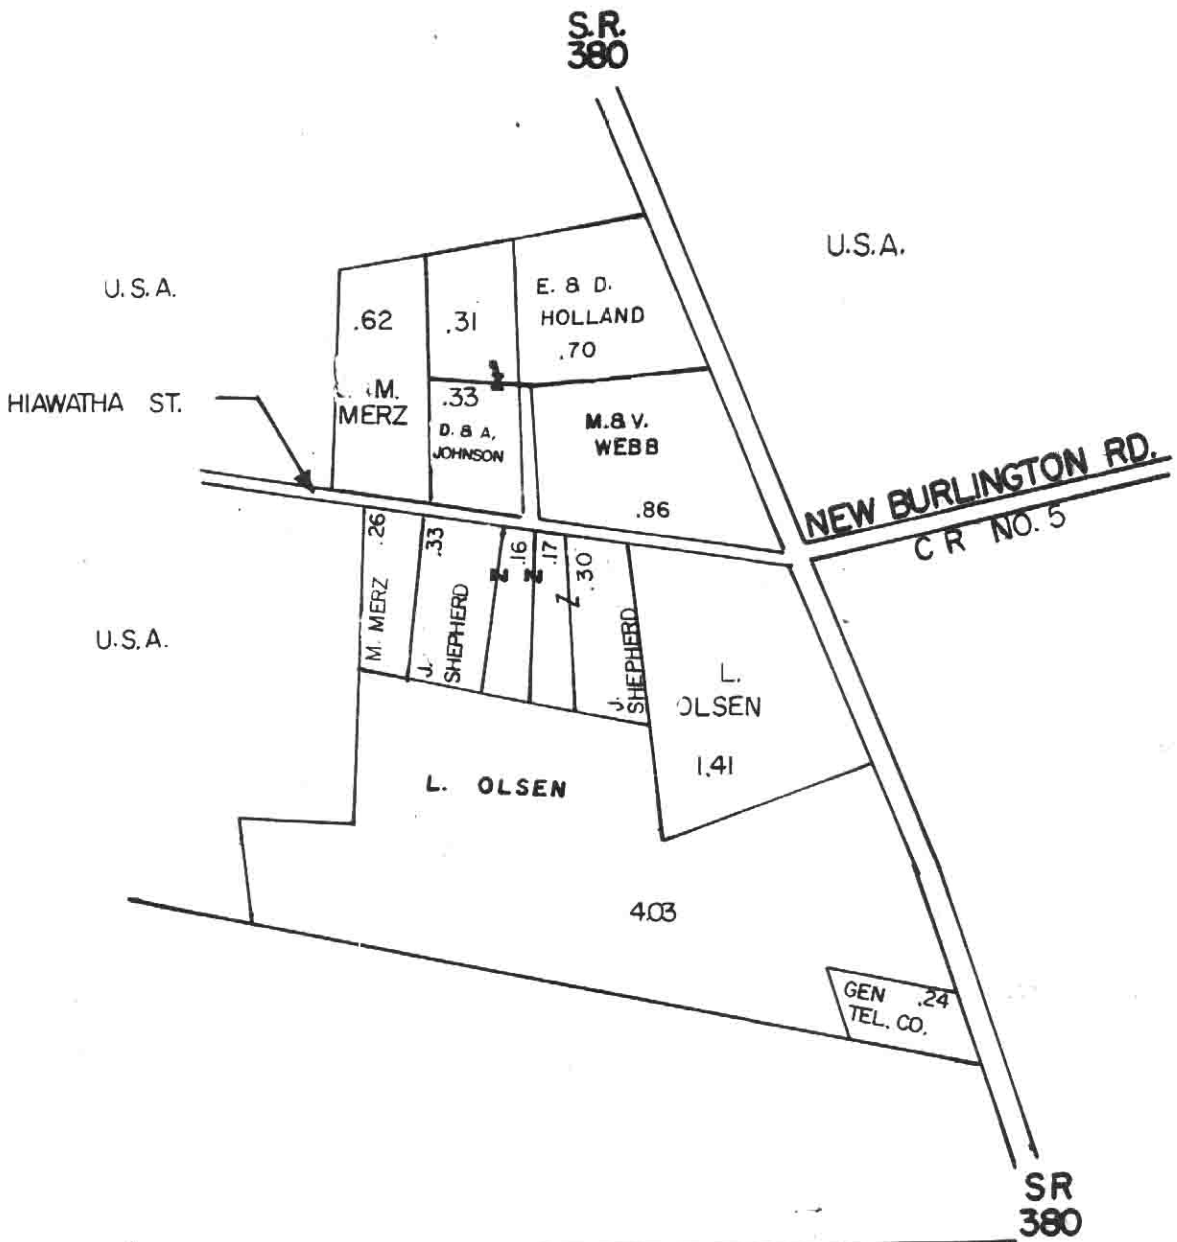 S.R.
380
U.S.A.
U.S.A.
E. & D.
HOLLAND
.70
.62
.31
M.
MERZ
.33
D. & A,
JOHNSON
M.& V.
WEBB
.86
HIAWATHA ST.
NEW BURLINGTON RD.
C R NO. 5
.26
M. MERZ
.33
J.
SHEPHERD
.16
.17
.30
J.
SHEPHERD
U.S.A.
L.
OLSEN
1.41
L. OLSEN
4.03
GEN .24
TEL. CO.
SR
380